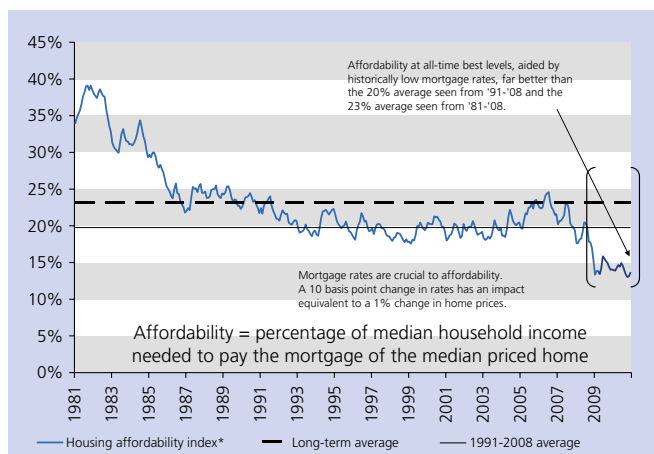 45%
40%
35%
30%
25%
20%
15%
10%
5%
0%
Affordability at all-time best levels, aided by
historically low mortgage rates, far better than
the 20% average seen from '91-'08 and the
23% average seen from '81-'08.
Mortgage rates are crucial to affordability.
A 10 basis point change in rates has an impact
equivalent to a 1% change in home prices.
Affordability = percentage of median household income
needed to pay the mortgage of the median priced home
1981
1983
1985
1987
1989
1991
1993
1995
1997
1999
2001
2003
2005
2007
2009
Housing affordability index*
Long-term average
1991-2008 average